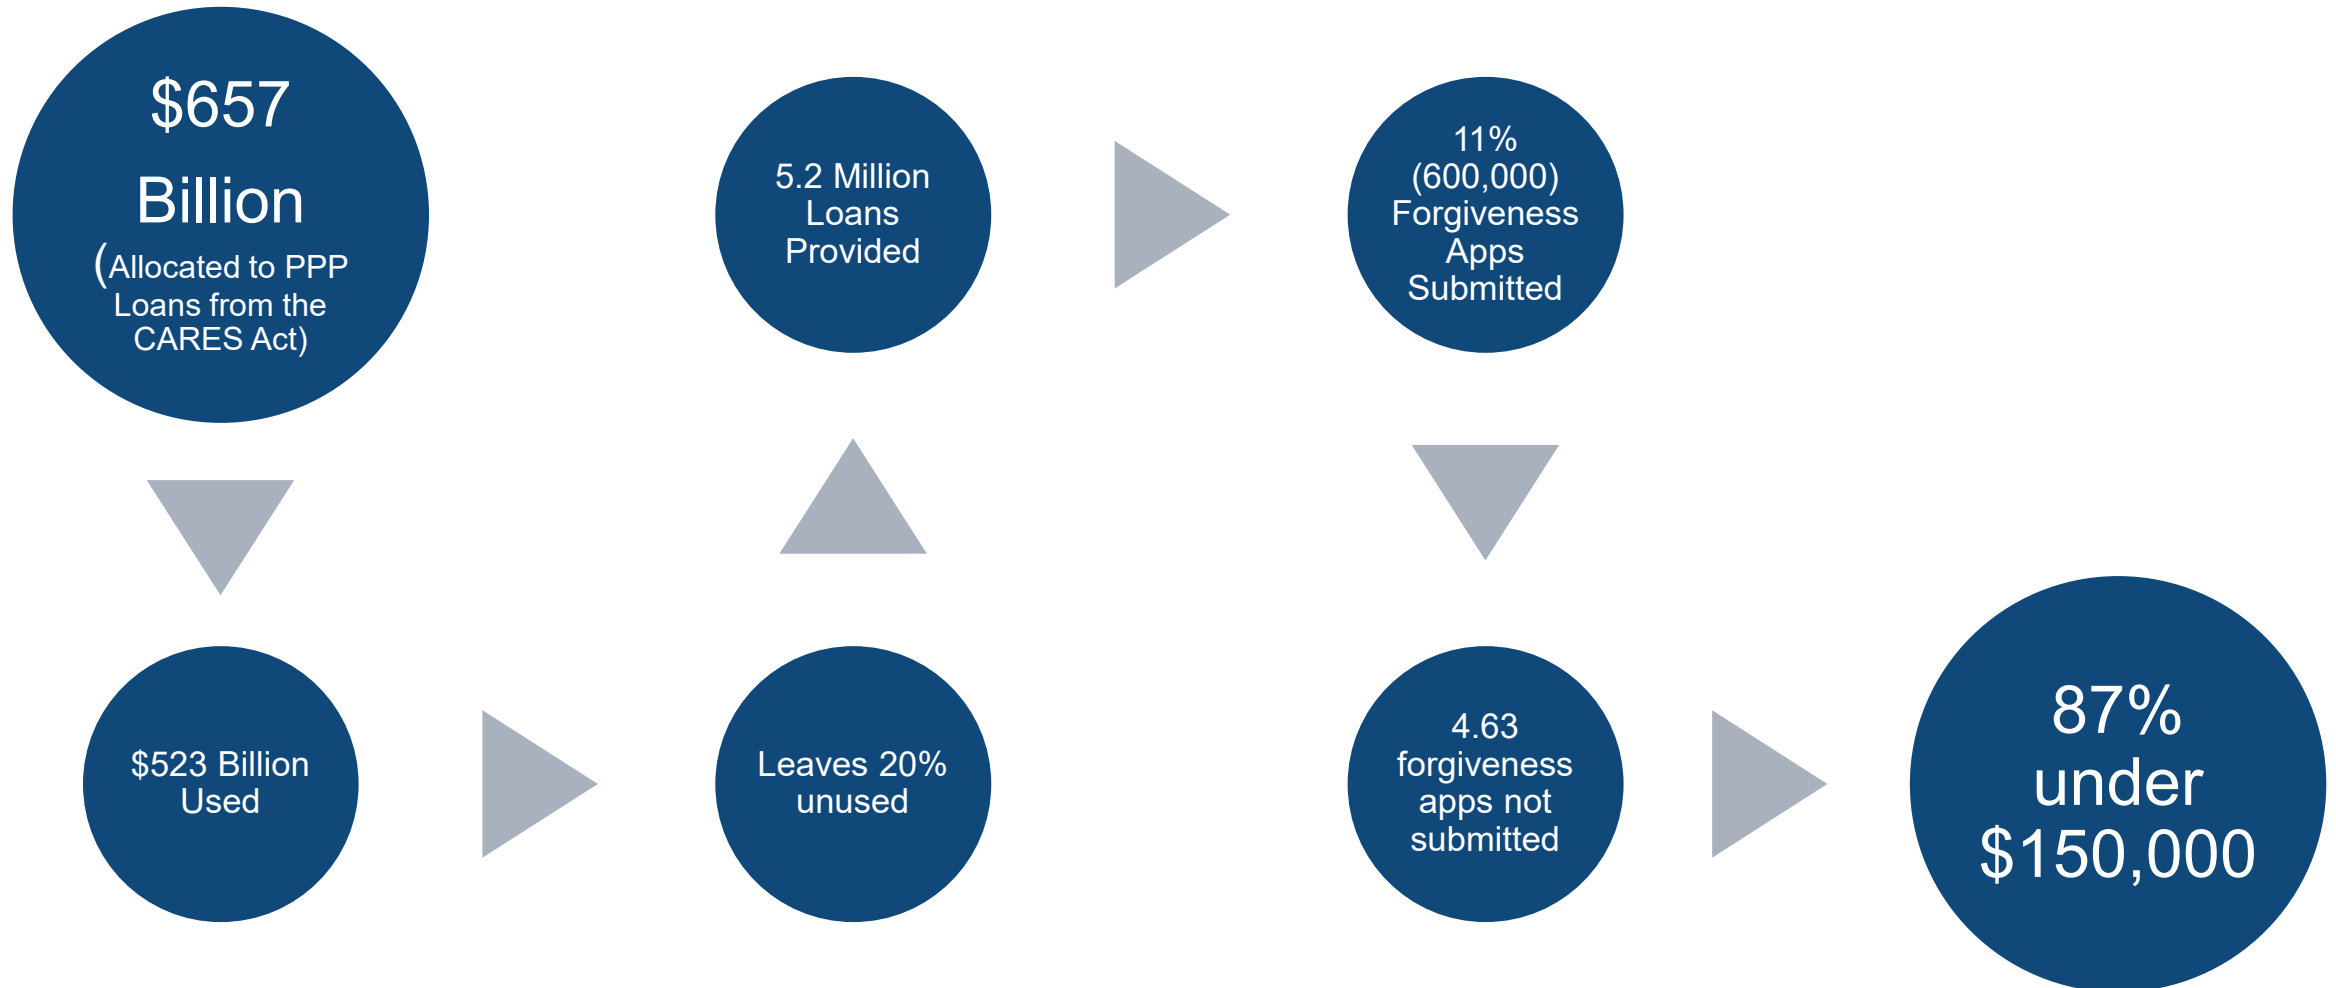 $657
Billion
(Allocated to PPP
Loans from the
CARES Act)
$523 Billion
Used
Leaves 20%
unused
5.2 Million
Loans
Provided
11%
(600,000)
Forgiveness
Apps
Submitted
4.63
forgiveness
apps not
submitted
87%
under
$150,000